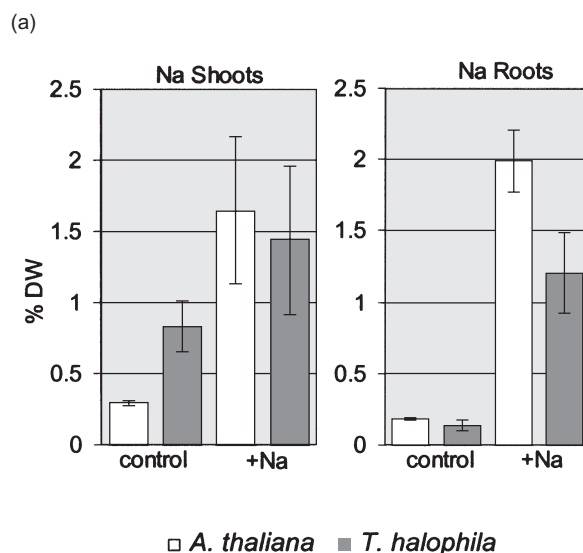 (a)
Na Shoots
Na Roots
2.5
2
1.5
1
0.5
0
% DW
control
+Na
2.5
2
1.5
1
0.5
0
control
+Na
□ A. thaliana ■ T. halophila